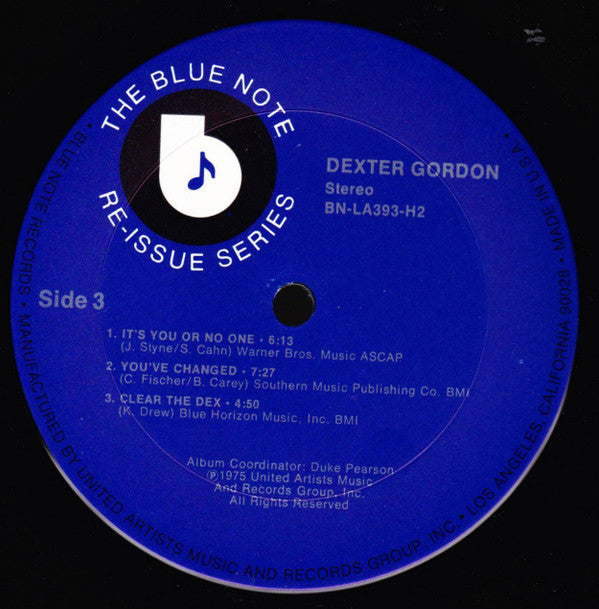 THE BLUE NOTE
RE-ISSUE SERIES
DEXTER GORDON
Stereo
BN-LA393-H2
Side 3
1. IT'S YOU OR NO ONE • 6:13
(J. Styne/S. Cahn) Warner Bros. Music ASCAP
2. YOU'VE CHANGED • 7:27
(C. Fischer/B. Carey) Southern Music Publishing Co. BMI
3. CLEAR THE DEX • 4:50
(K. Drew) Blue Horizon Music, Inc. BMI
Album Coordinator: Duke Pearson
Ⓟ1975 United Artists Music
And Records Group, Inc.
All Rights Reserved
• BLUE NOTE RECORDS • MANUFACTURED BY UNITED ARTISTS MUSIC AND RECORDS GROUP, INC • LOS ANGELES, CALIFORNIA 90028 • MADE IN U.S.A •